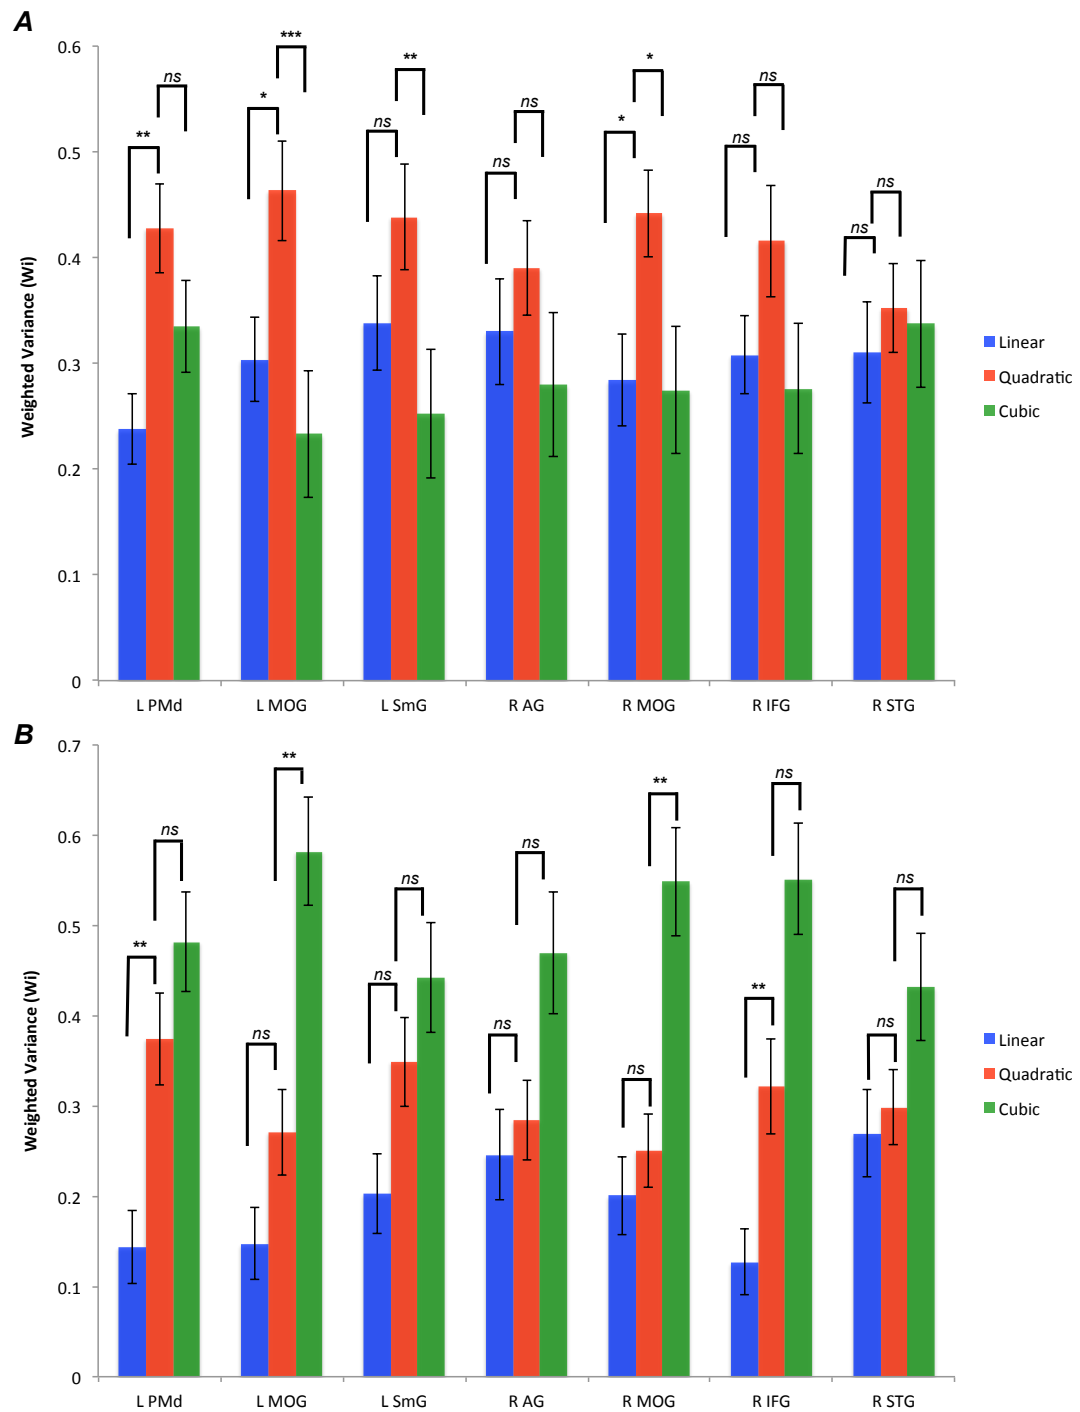 A
***
0.6
**
*
ns
ns
ns
*
ns
**
ns
*
ns
0.5
ns
ns
ns
0.4
Weighted Variance (Wi)
0.3
Linear
Quadratic
Cubic
0.2
0.1
0
L PMd L MOG L SmG R AG R MOG R IFG R STG
B
0.7
**
ns
**
0.6
ns
ns
ns
ns
0.5
**
ns
**
0.4
ns
ns
ns
ns
Weighted Variance (Wi)
0.3
Linear
Quadratic
Cubic
0.2
0.1
0
L PMd L MOG L SmG R AG R MOG R IFG R STG